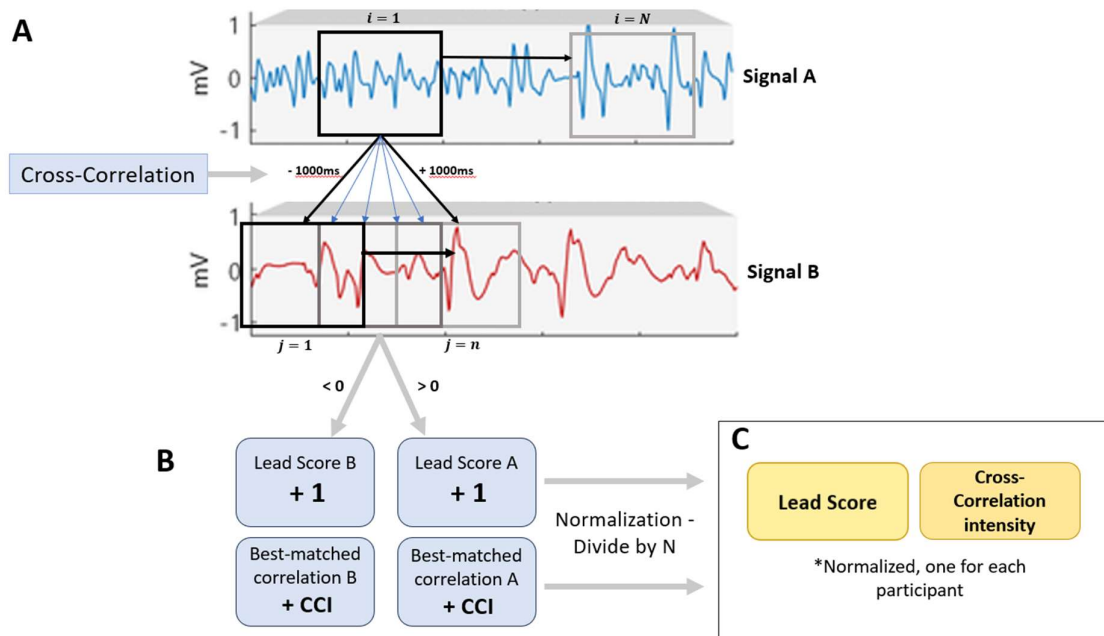 A
i = 1
i = N
1
0
-1
mV
Signal A
Cross-Correlation
- 1000ms
+ 1000ms
1
0
-1
mV
Signal B
j = 1
j = n
< 0
> 0
B
Lead Score B
+ 1
Lead Score A
+ 1
Best-matched
correlation B
+ CCI
Best-matched
correlation A
+ CCI
Normalization -
Divide by N
C
Lead Score
Cross-
Correlation
intensity
*Normalized, one for each
participant